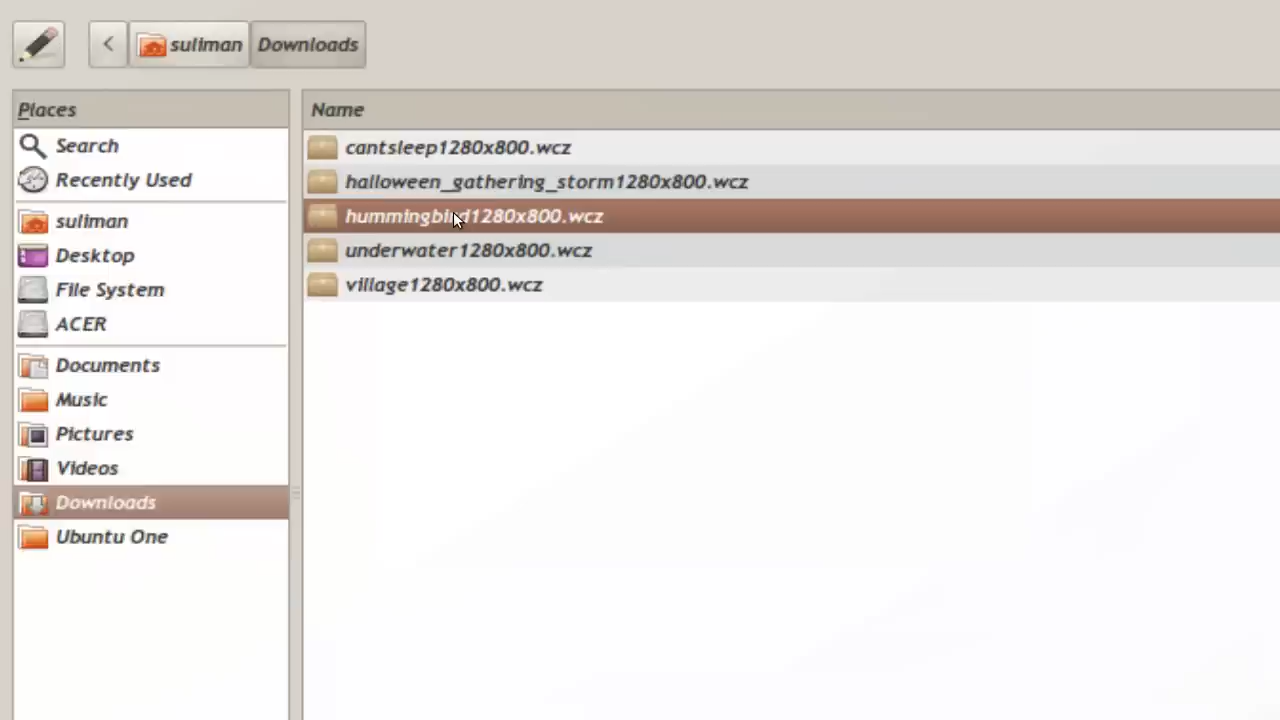 suliman Downloads
Places
Search
Recently Used
suliman
Desktop
File System
ACER
Documents
Music
Pictures
Videos
Downloads
Ubuntu One
Name
cantsleep1280x800.wcz
halloween_gathering_storm1280x800.wcz
hummingbird1280x800.wcz
underwater1280x800.wcz
village1280x800.wcz